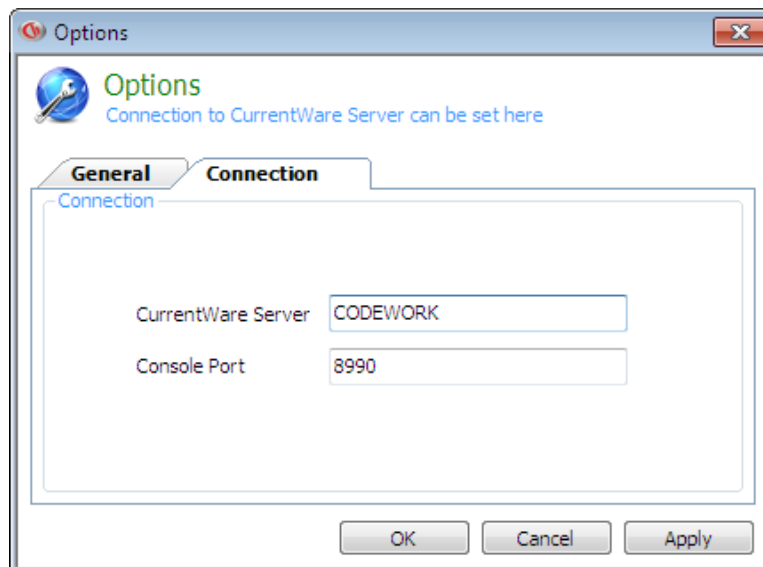 Options
Options
Connection to CurrentWare Server can be set here
General Connection
Connection
CurrentWare Server CODEWORK
Console Port 8990
OK Cancel Apply